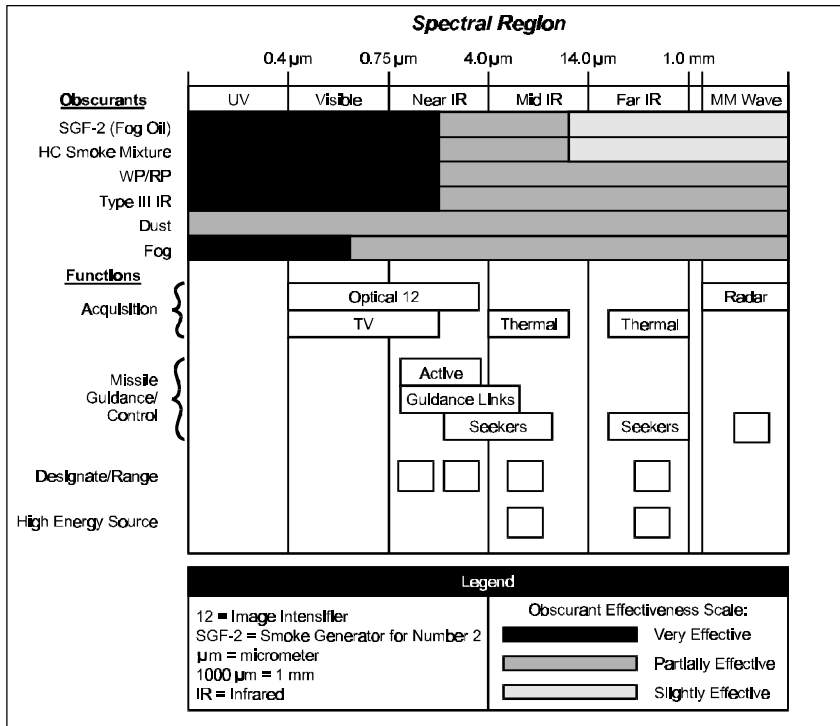 Spectral Region
0.4 µm 0.75 µm 4.0 µm 14.0 µm 1.0 mm
Obscurants UV Visible Near IR Mid IR Far IR MM Wave
SGF-2 (Fog Oil)
HC Smoke Mixture
WP/RP
Type III IR
Dust
Fog
Functions
Acquisition
Optical 12 Radar
TV Thermal Thermal
Missile
Guidance/
Control
Active
Guidance Links
Seekers Seekers
Designate/Range
High Energy Source
Legend
12 = Image Intensifier
SGF-2 = Smoke Generator for Number 2
µm = micrometer
1000 µm = 1 mm
IR = Infrared
Obscurant Effectiveness Scale:
Very Effective
Partially Effective
Slightly Effective